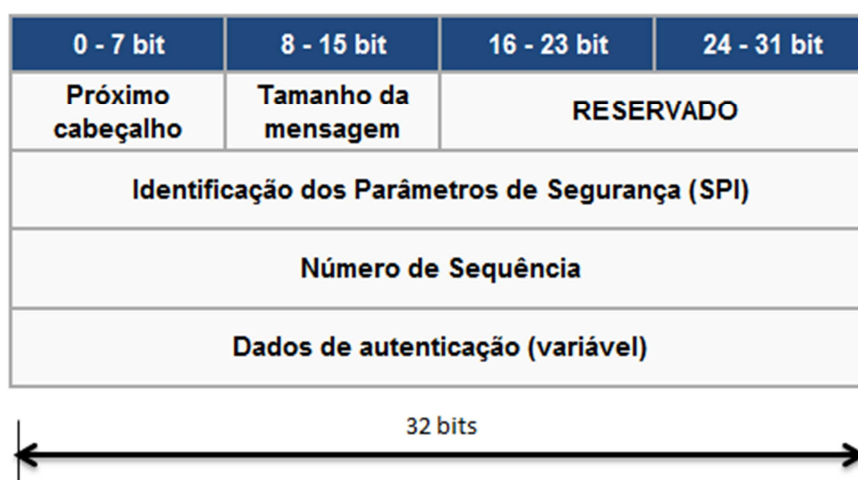 0 - 7 bit 8 - 15 bit 16 - 23 bit 24 - 31 bit
Próximo
cabeçalho
Tamanho da
mensagem
RESERVADO
Identificação dos Parâmetros de Segurança (SPI)
Número de Sequência
Dados de autenticação (variável)
32 bits